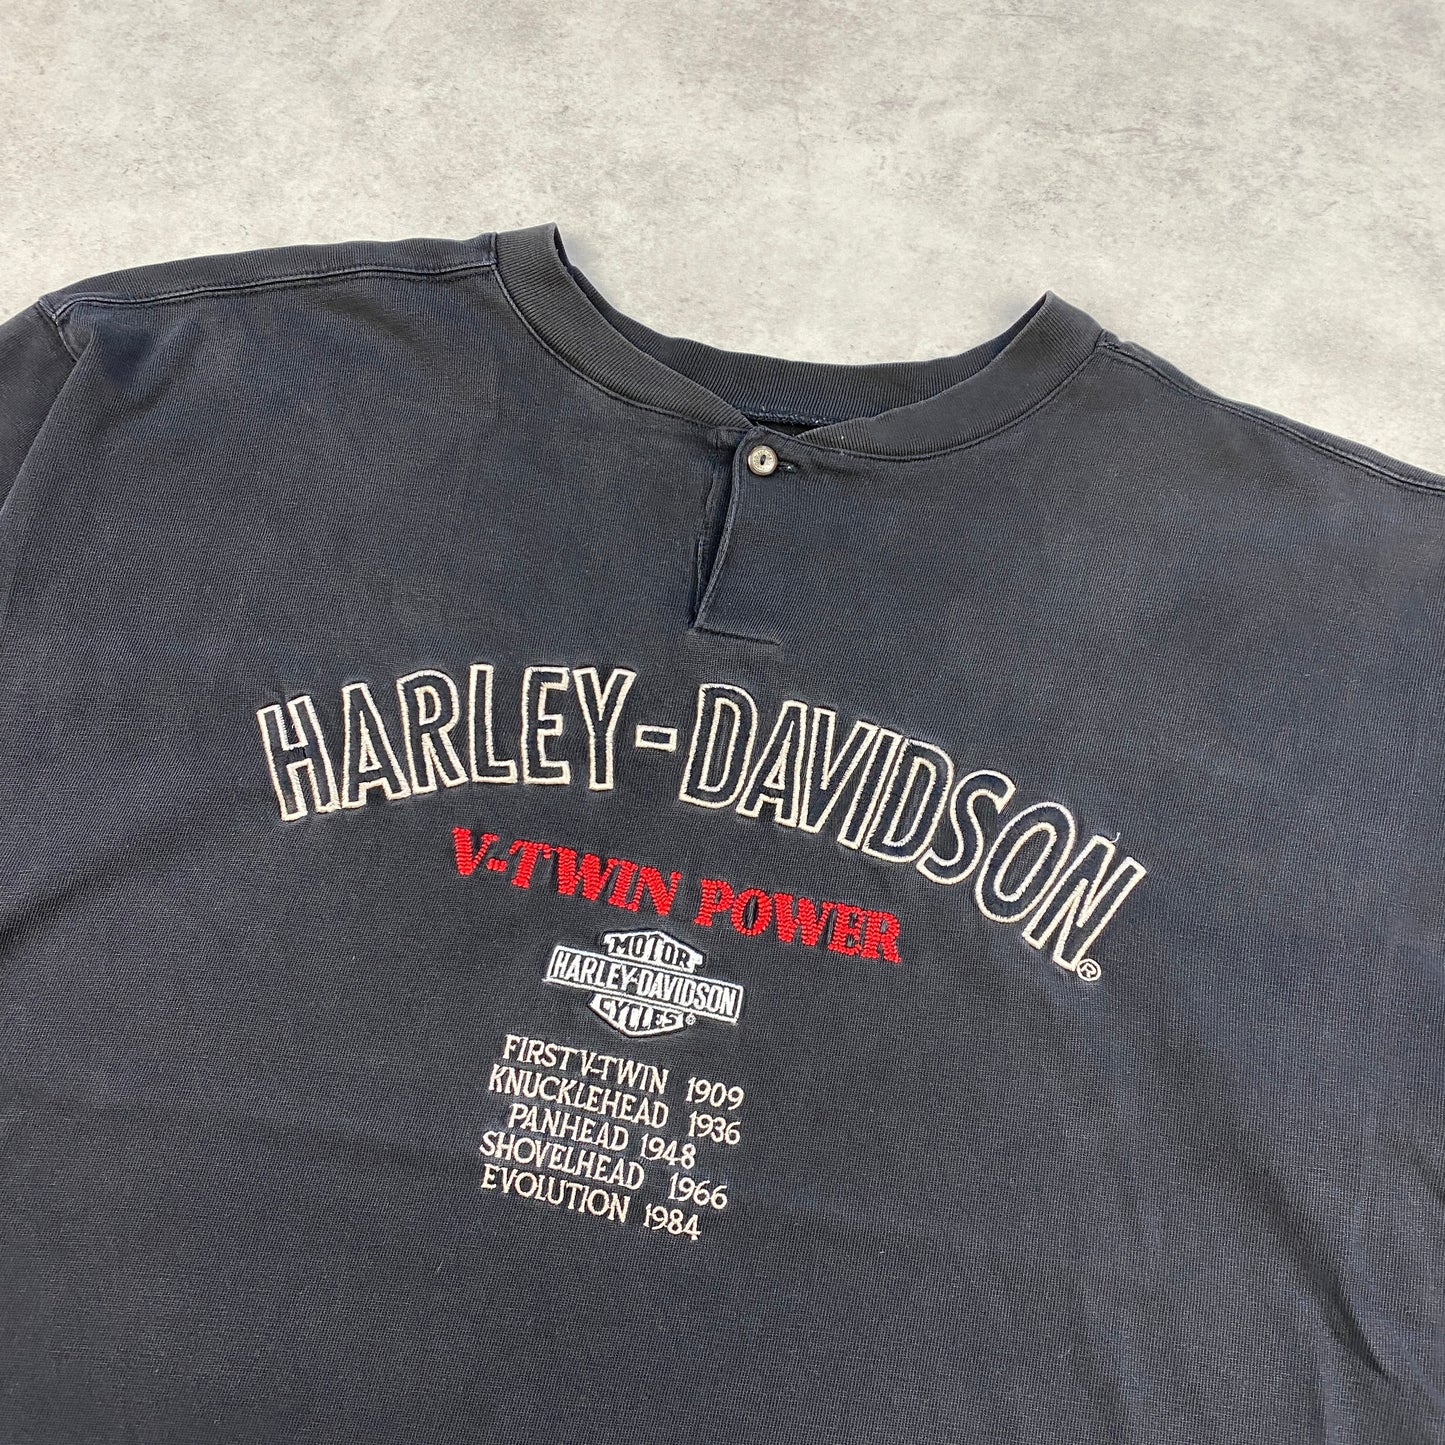 HARLEY-DAVIDSON®
V-TWIN POWER
MOTOR
HARLEY-DAVIDSON
CYCLES®
FIRST V-TWIN 1909
KNUCKLEHEAD 1936
PANHEAD 1948
SHOVELHEAD 1966
EVOLUTION 1984